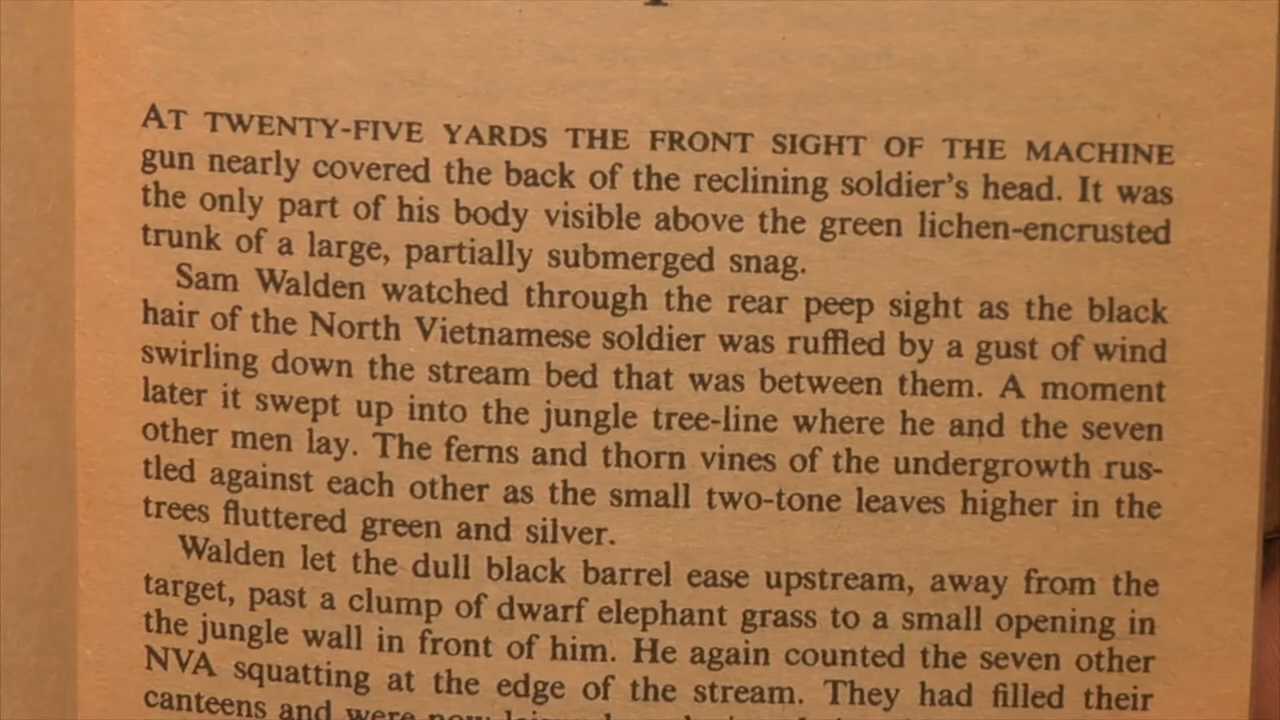 AT TWENTY-FIVE YARDS THE FRONT SIGHT OF THE MACHINE
gun nearly covered the back of the reclining soldier's head. It was
the only part of his body visible above the green lichen-encrusted
trunk of a large, partially submerged snag.
Sam Walden watched through the rear peep sight as the black
hair of the North Vietnamese soldier was ruffled by a gust of wind
swirling down the stream bed that was between them. A moment
later it swept up into the jungle tree-line where he and the seven
other men lay. The ferns and thorn vines of the undergrowth rus-
tled against each other as the small two-tone leaves higher in the
trees fluttered green and silver.
Walden let the dull black barrel ease upstream, away from the
target, past a clump of dwarf elephant grass to a small opening in
the jungle wall in front of him. He again counted the seven other
NVA squatting at the edge of the stream. They had filled their
canteens and were now